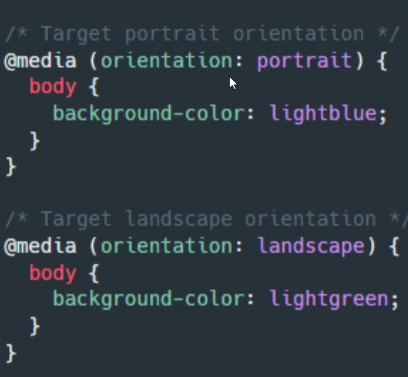 /* Target portrait orientation */
@media (orientation: portrait) {
  body {
    background-color: lightblue;
  }
}

/* Target landscape orientation */
@media (orientation: landscape) {
  body {
    background-color: lightgreen;
  }
}